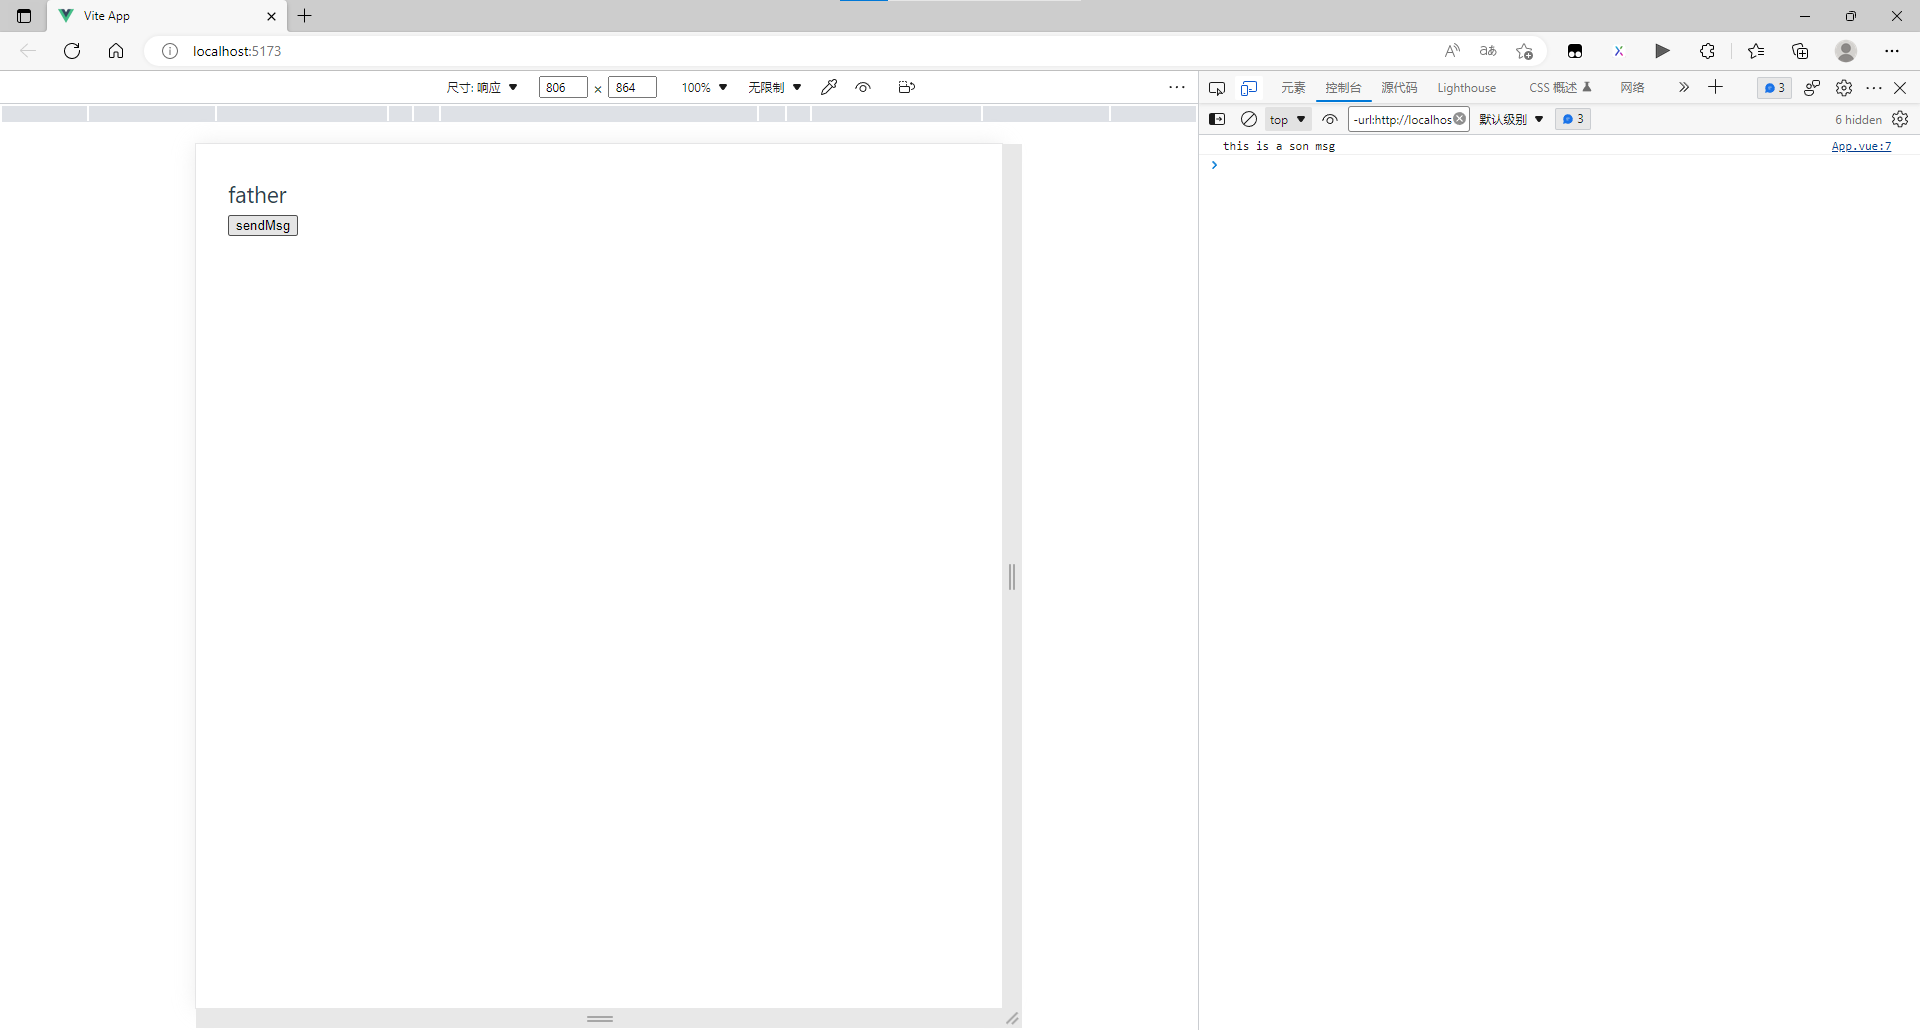 Vite App
localhost:5173
aあ
尺寸: 响应 806 × 864 100% 无限制
元素 控制台 源代码 Lighthouse CSS 概述 网络 3
top -url:http://localhos 默认级别 3 6 hidden
this is a son msg App.vue:7
father
sendMsg